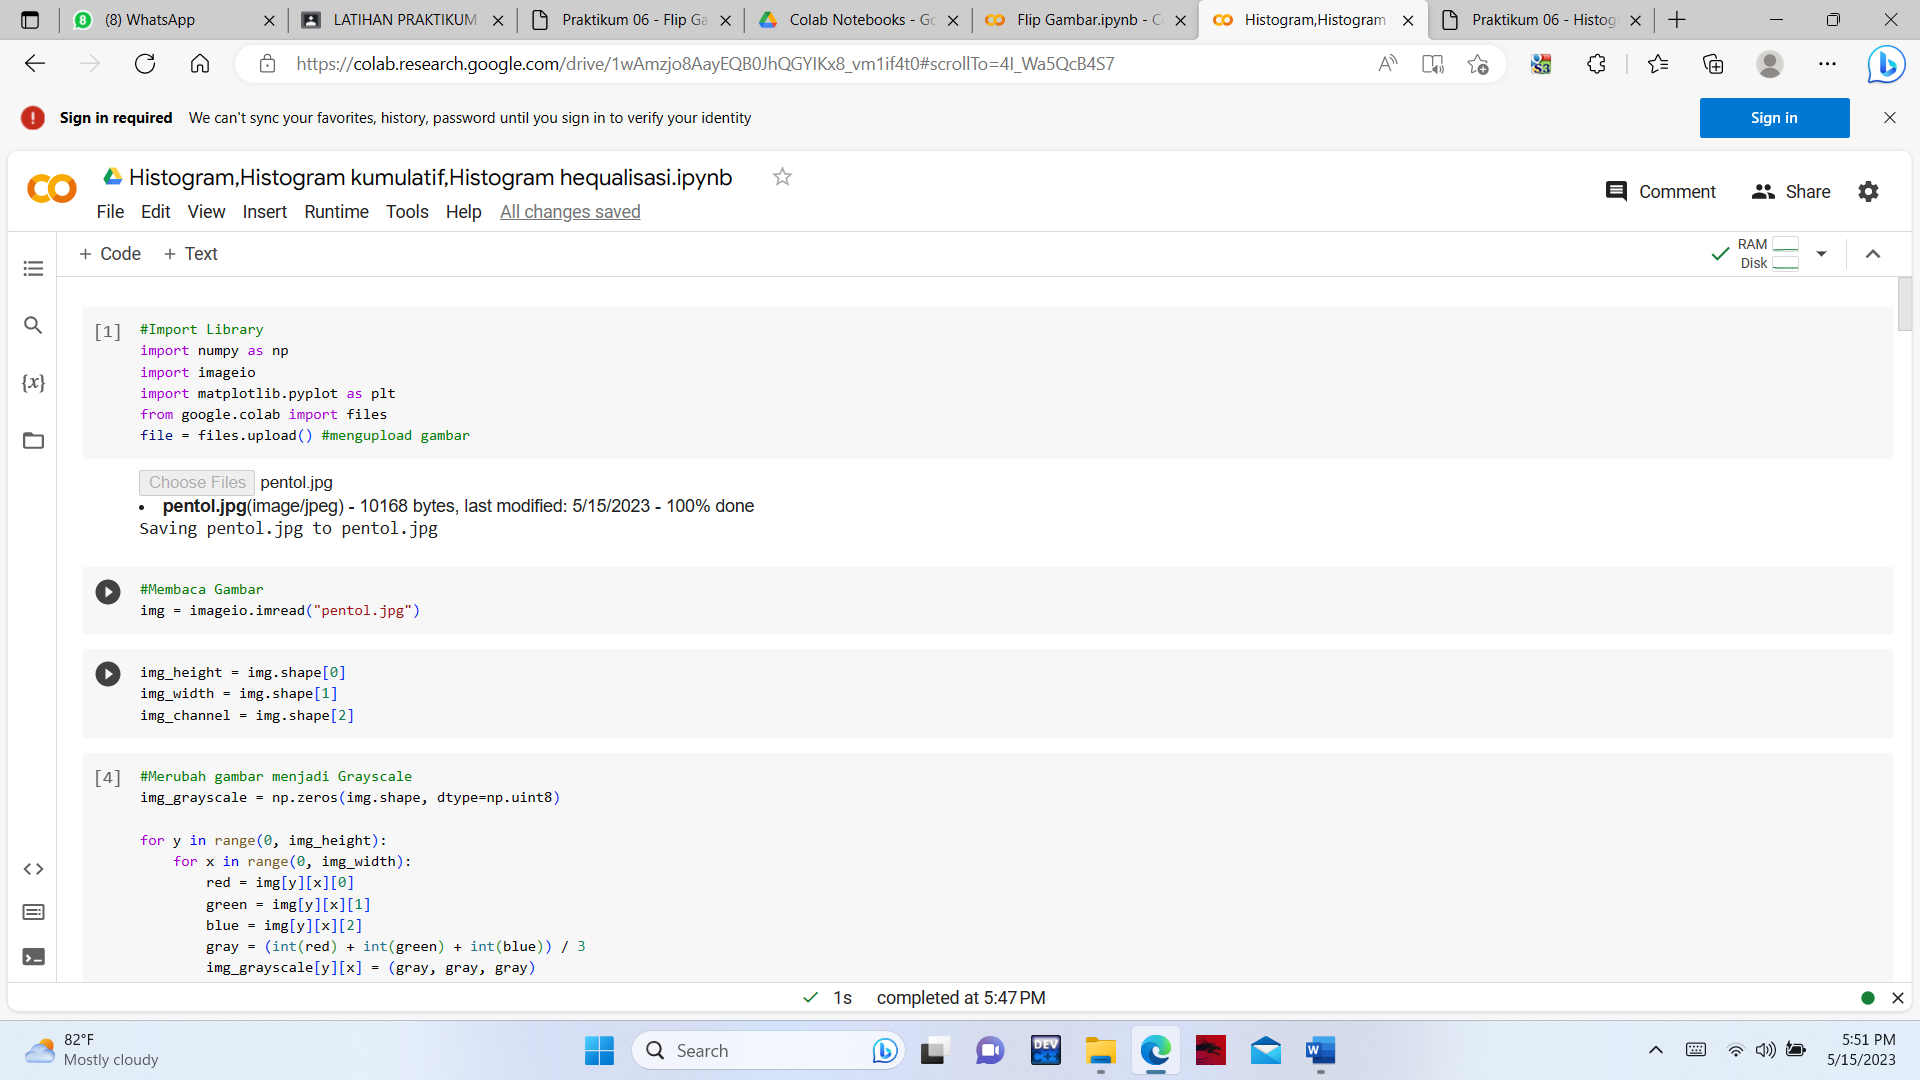 (8) WhatsApp
LATIHAN PRAKTIKUM
Praktikum 06 - Flip Ga
Colab Notebooks - Go
Flip Gambar.ipynb - C
Histogram,Histogram
Praktikum 06 - Histog
https://colab.research.google.com/drive/1wAmzjo8AayEQB0JhQGYIKx8_vm1if4t0#scrollTo=4I_Wa5QcB4S7
Sign in required We can't sync your favorites, history, password until you sign in to verify your identity
Sign in
Histogram,Histogram kumulatif,Histogram hequalisasi.ipynb
Comment
Share
File Edit View Insert Runtime Tools Help All changes saved
+ Code + Text
RAM
Disk
[1]
#Import Library
import numpy as np
import imageio
import matplotlib.pyplot as plt
from google.colab import files
file = files.upload() #mengupload gambar
Choose Files pentol.jpg
• pentol.jpg(image/jpeg) - 10168 bytes, last modified: 5/15/2023 - 100% done
Saving pentol.jpg to pentol.jpg
#Membaca Gambar
img = imageio.imread("pentol.jpg")
img_height = img.shape[0]
img_width = img.shape[1]
img_channel = img.shape[2]
[4]
#Merubah gambar menjadi Grayscale
img_grayscale = np.zeros(img.shape, dtype=np.uint8)
for y in range(0, img_height):
    for x in range(0, img_width):
        red = img[y][x][0]
        green = img[y][x][1]
        blue = img[y][x][2]
        gray = (int(red) + int(green) + int(blue)) / 3
        img_grayscale[y][x] = (gray, gray, gray)
1s completed at 5:47 PM
82°F
Mostly cloudy
Search
DEV
C++
W
5:51 PM
5/15/2023